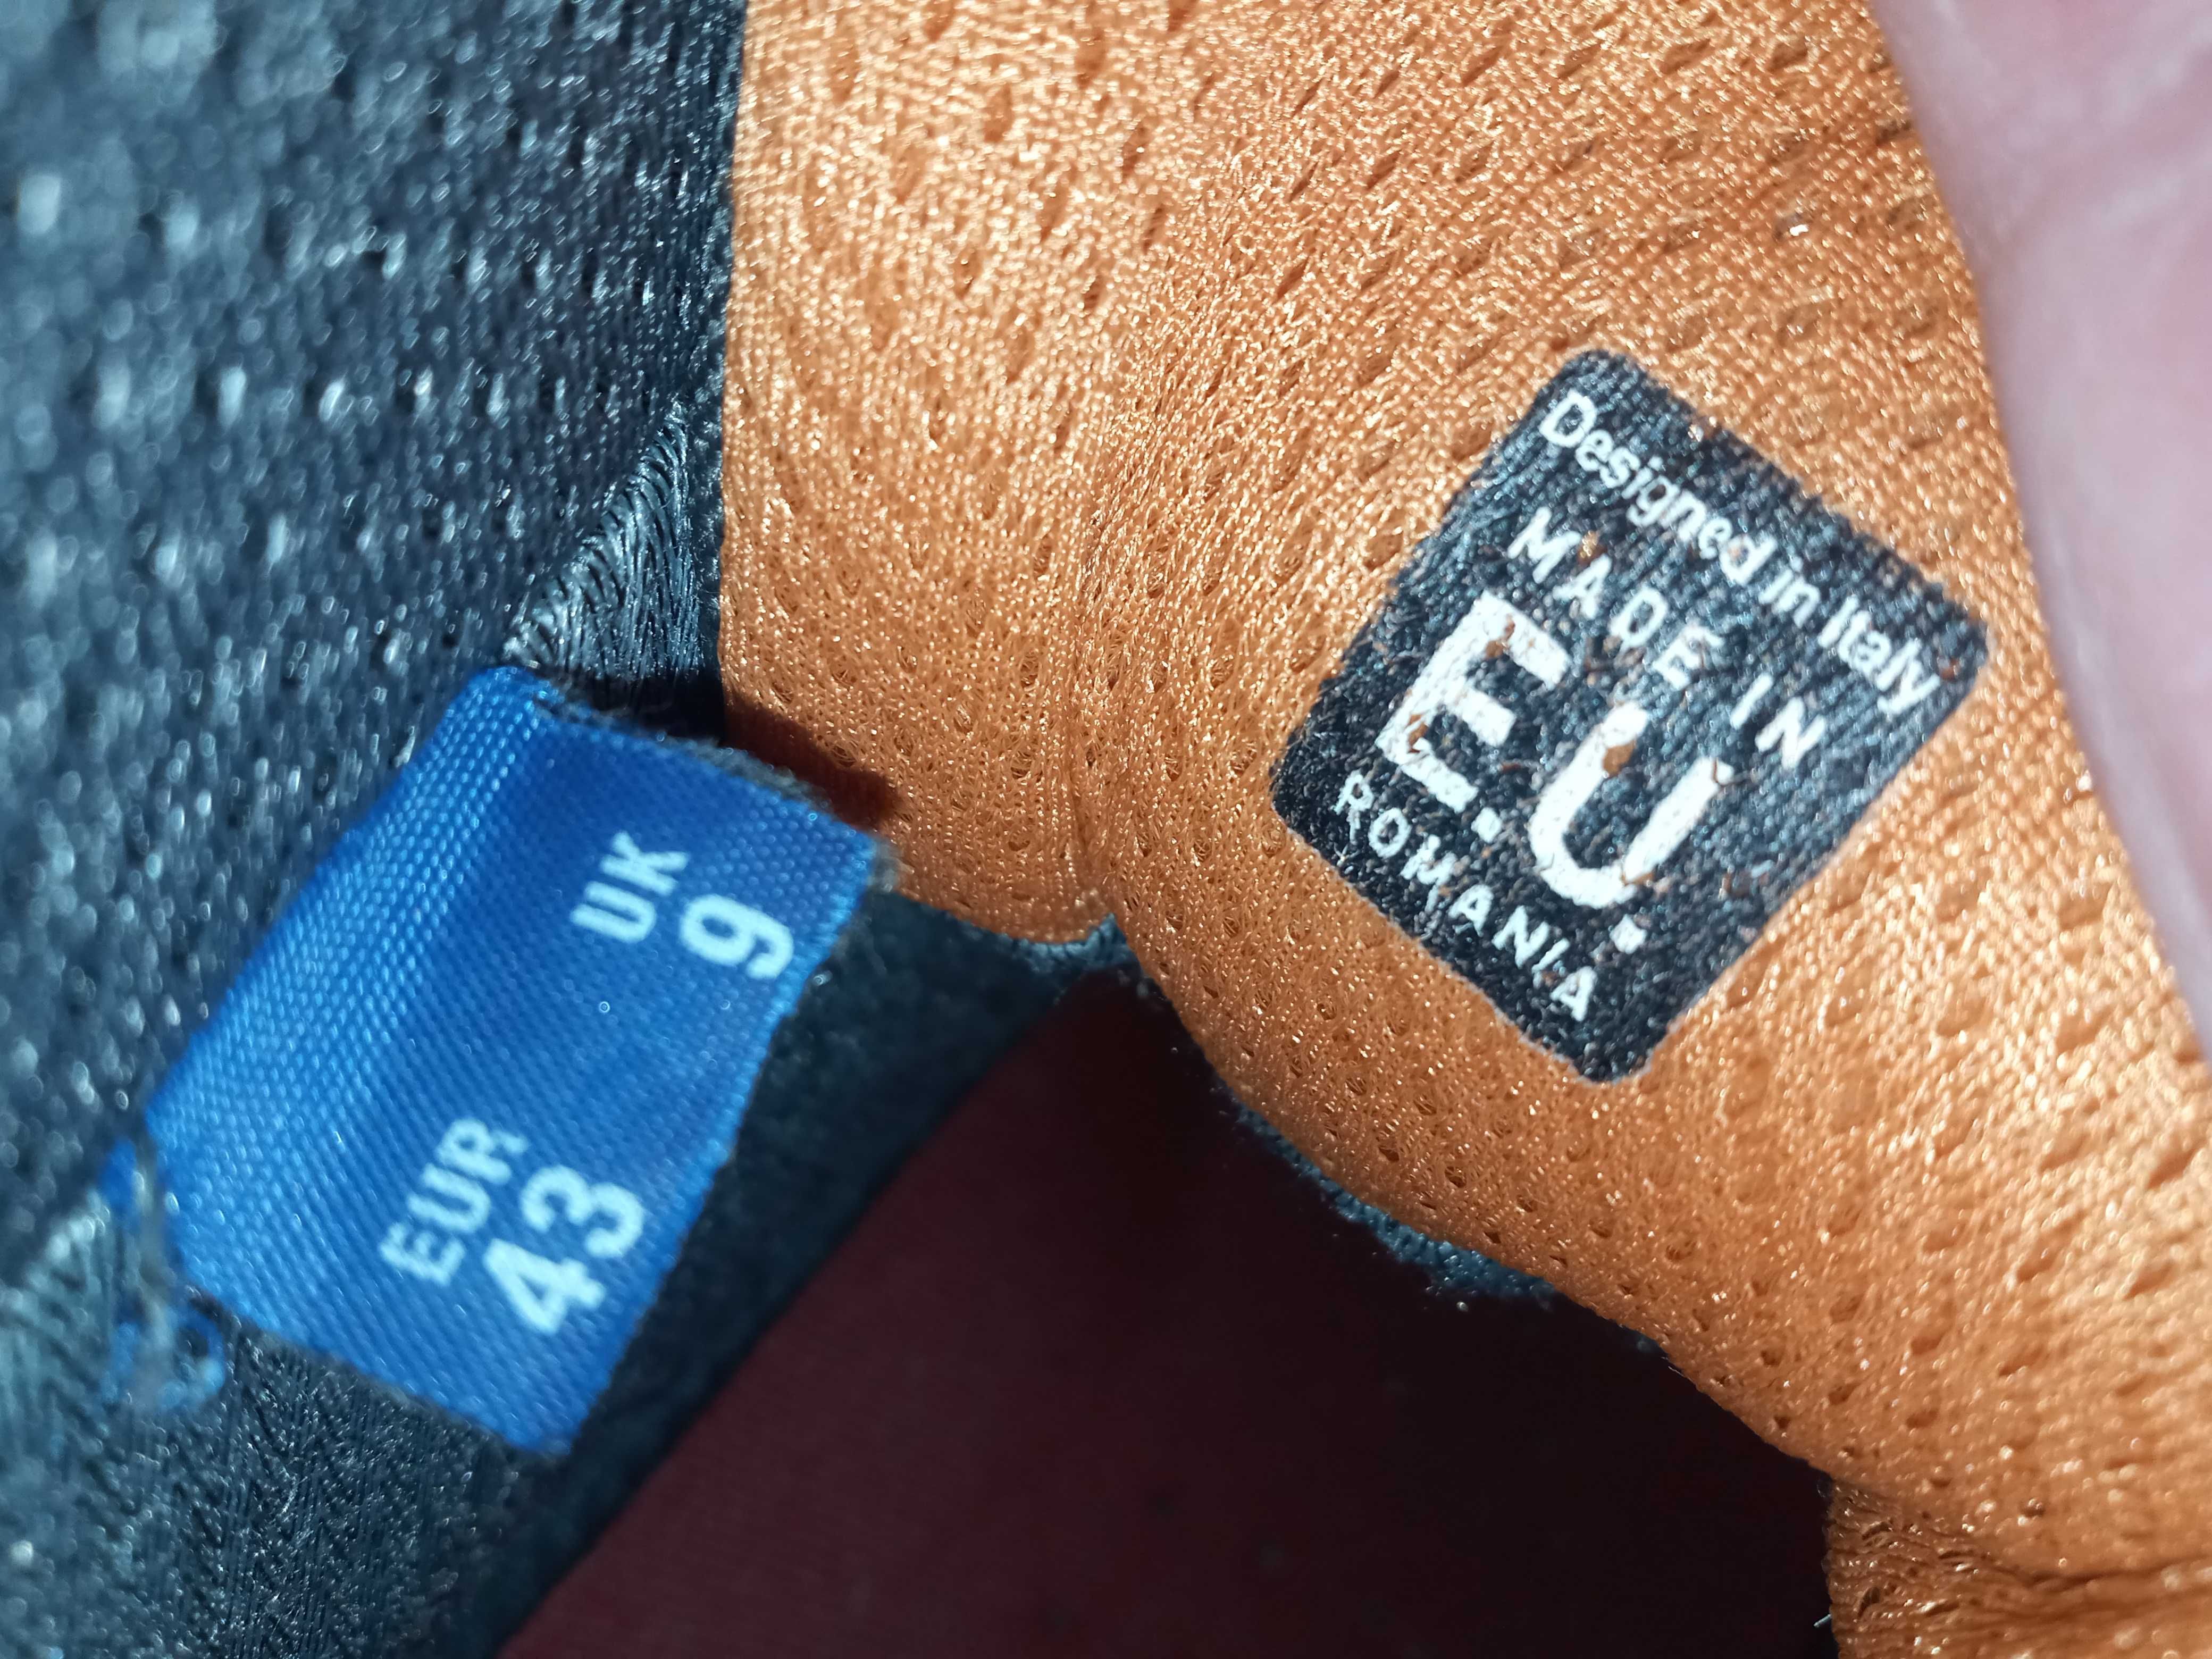 UK
9
EUR
43
Designed in Italy
MADE IN
E.U.
ROMANIA